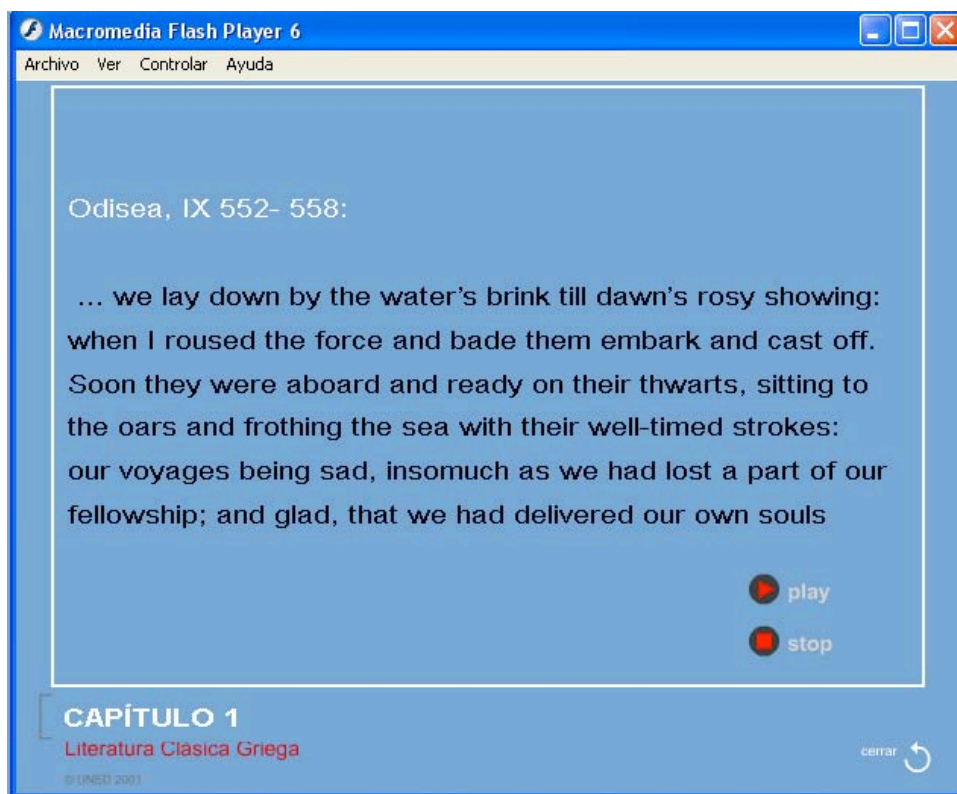 Macromedia Flash Player 6
Archivo Ver Controlar Ayuda
Odisea, IX 552- 558:
... we lay down by the water's brink till dawn's rosy showing:
when I roused the force and bade them embark and cast off.
Soon they were aboard and ready on their thwarts, sitting to
the oars and frothing the sea with their well-timed strokes:
our voyages being sad, insomuch as we had lost a part of our
fellowship; and glad, that we had delivered our own souls
play
stop
CAPÍTULO 1
Literatura Clásica Griega
cerrar
© UNED 2001